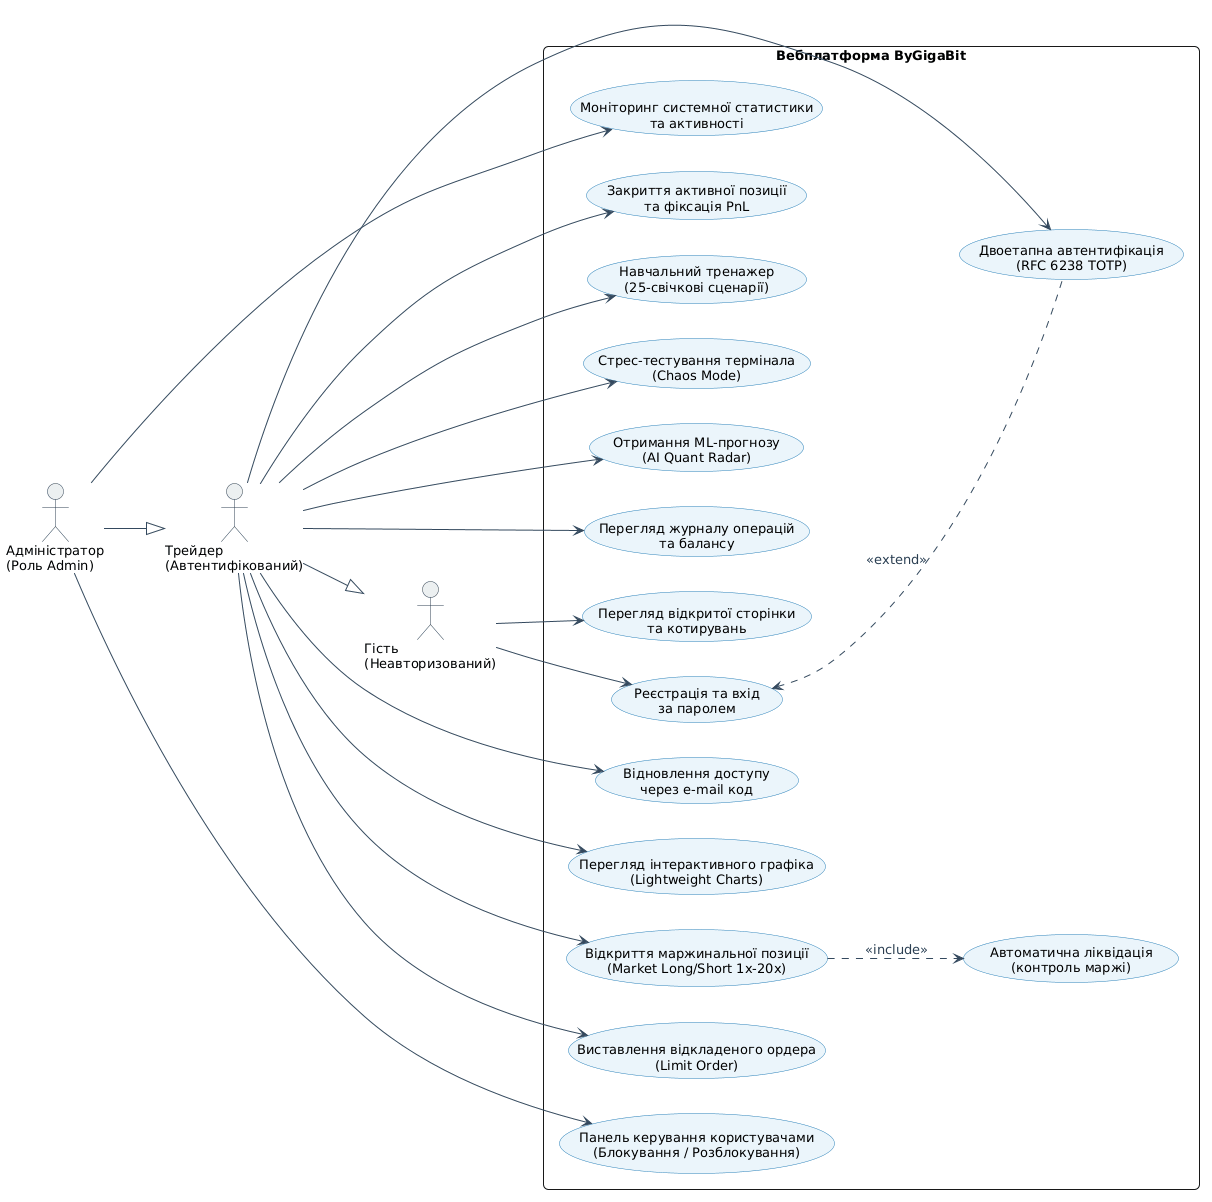 Вебплатформа ByGigaBit
Моніторинг системної статистики
та активності
Закриття активної позиції
та фіксація PnL
Двоетапна автентифікація
(RFC 6238 TOTP)
Навчальний тренажер
(25-свічкові сценарії)
Стрес-тестування термінала
(Chaos Mode)
Отримання ML-прогнозу
(AI Quant Radar)
Адміністратор
(Роль Admin)
Трейдер
(Автентифікований)
Перегляд журналу операцій
та балансу
«extend»
Гість
(Неавторизований)
Перегляд відкритої сторінки
та котирувань
Реєстрація та вхід
за паролем
Відновлення доступу
через e-mail код
Перегляд інтерактивного графіка
(Lightweight Charts)
Відкриття маржинальної позиції
(Market Long/Short 1x-20x)
«include»
Автоматична ліквідація
(контроль маржі)
Виставлення відкладеного ордера
(Limit Order)
Панель керування користувачами
(Блокування / Розблокування)